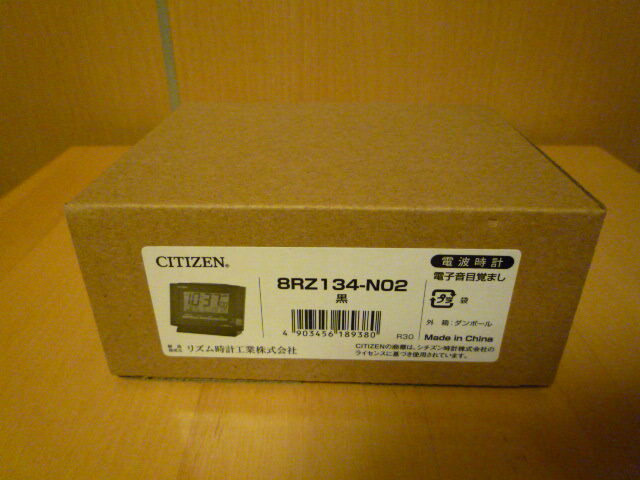 CITIZEN®
8RZ134-N02
黒
電波時計
電子音目覚まし
プラ 袋
外 箱：ダンボール
Made in China
10:37
4 903456 189380
R30
リズム時計工業株式会社
CITIZENの商標は、シチズン時計株式会社の
ライセンスに基づき使用されています。